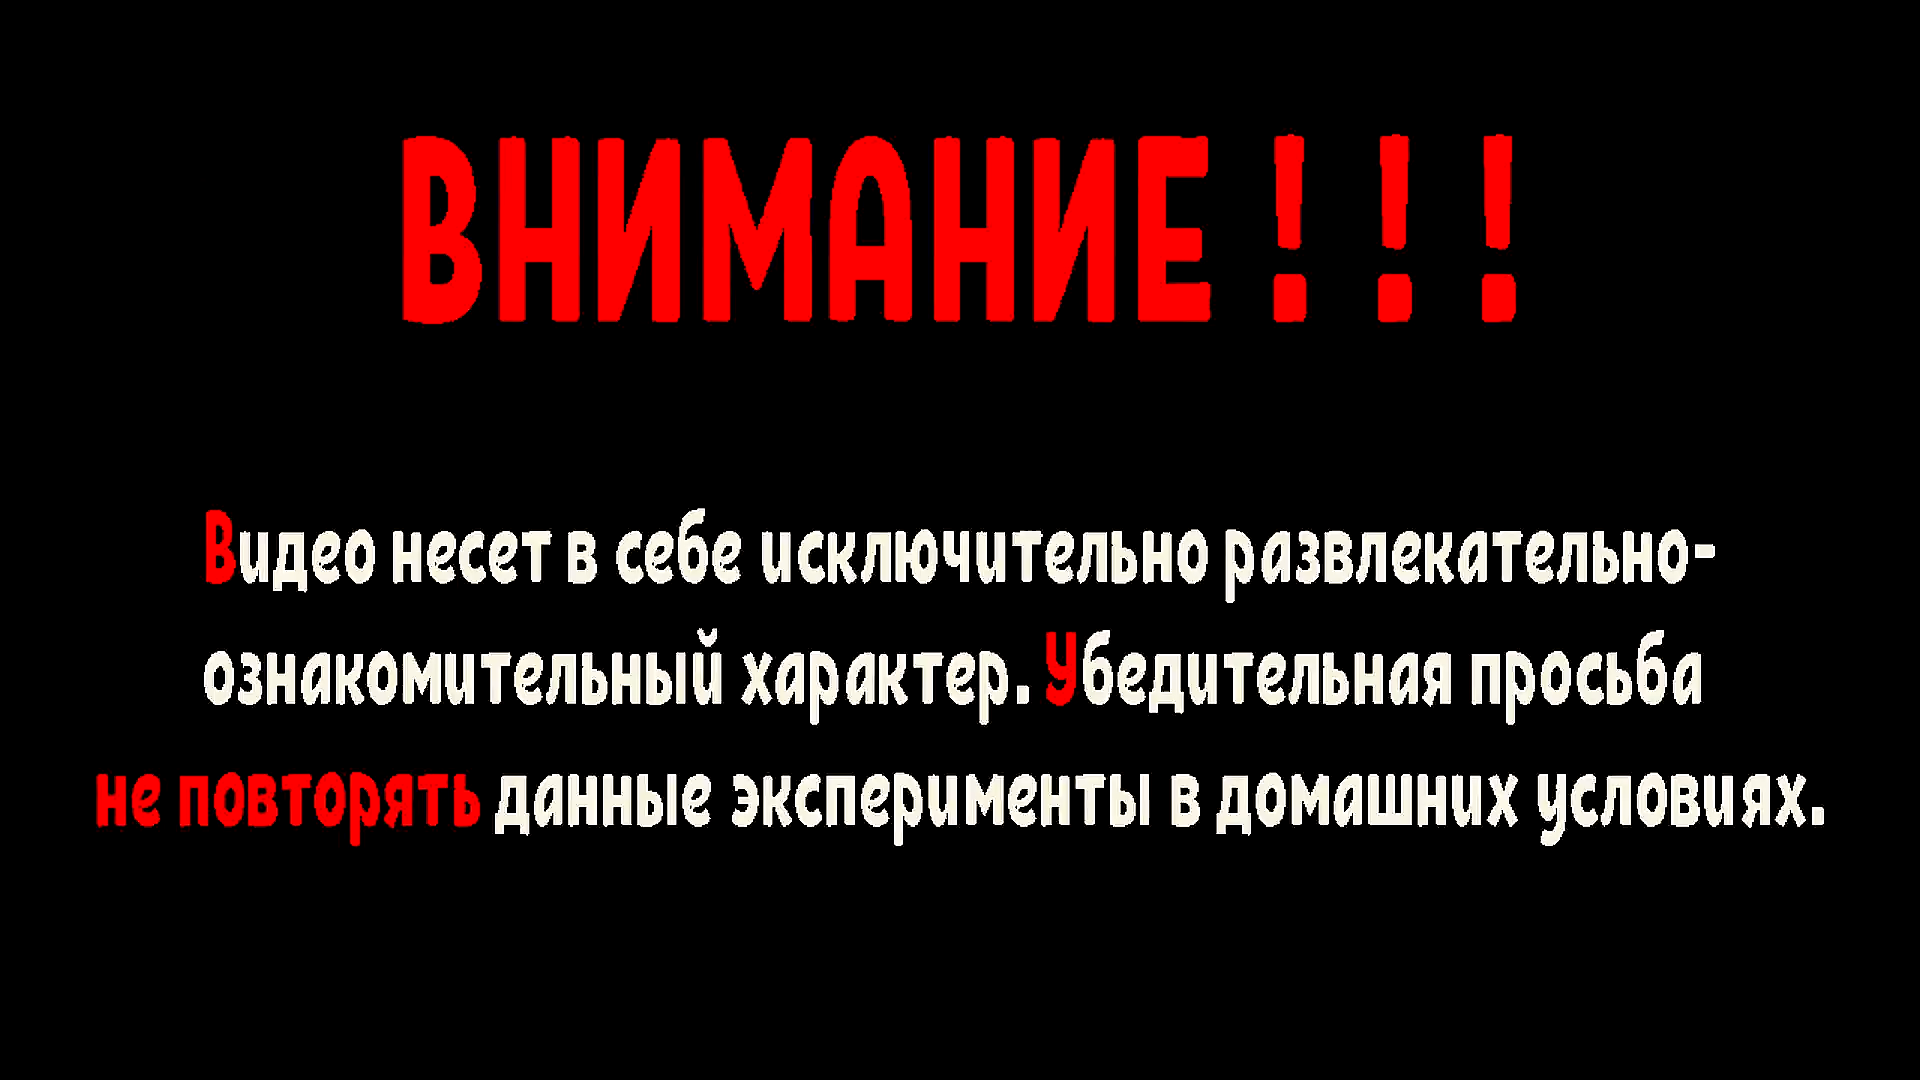 ВНИМАНИЕ ! ! !
Видео несет в себе исключительно развлекательно-
ознакомительный характер. Убедительная просьба
не повторять данные эксперименты в домашних условиях.